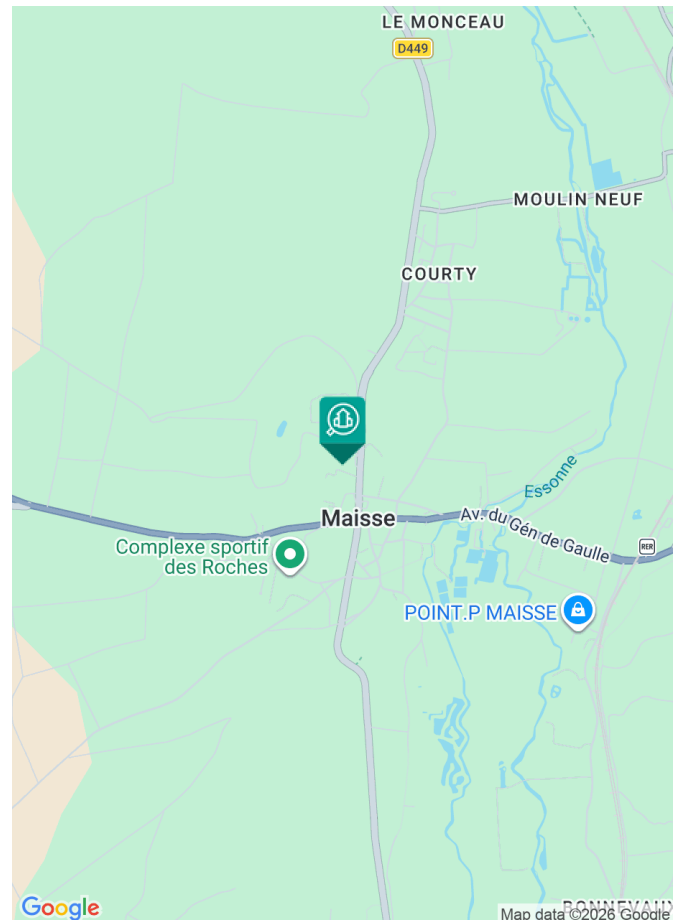 LE MONCEAU
D449
MOULIN NEUF
COURTY
Essonne
Maisse
Av. du Gén de Gaulle
RER
Complexe sportif
des Roches
POINT.P MAISSE
BONNEVAUX
Google
Map data ©2026 Google